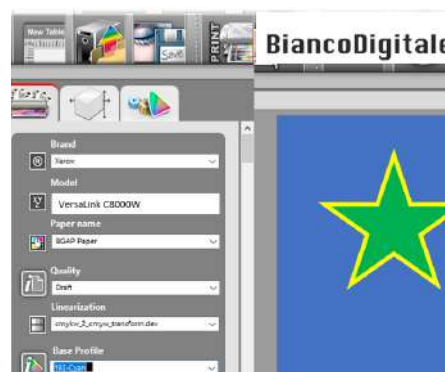 New Table
Save
PRINT
BiancoDigitale
Brand
Xerox
Model
VersaLink C8000W
Paper name
BGAP Paper
Quality
Draft
Linearization
cmykw_2_cmyw_transform.dev
Base Profile